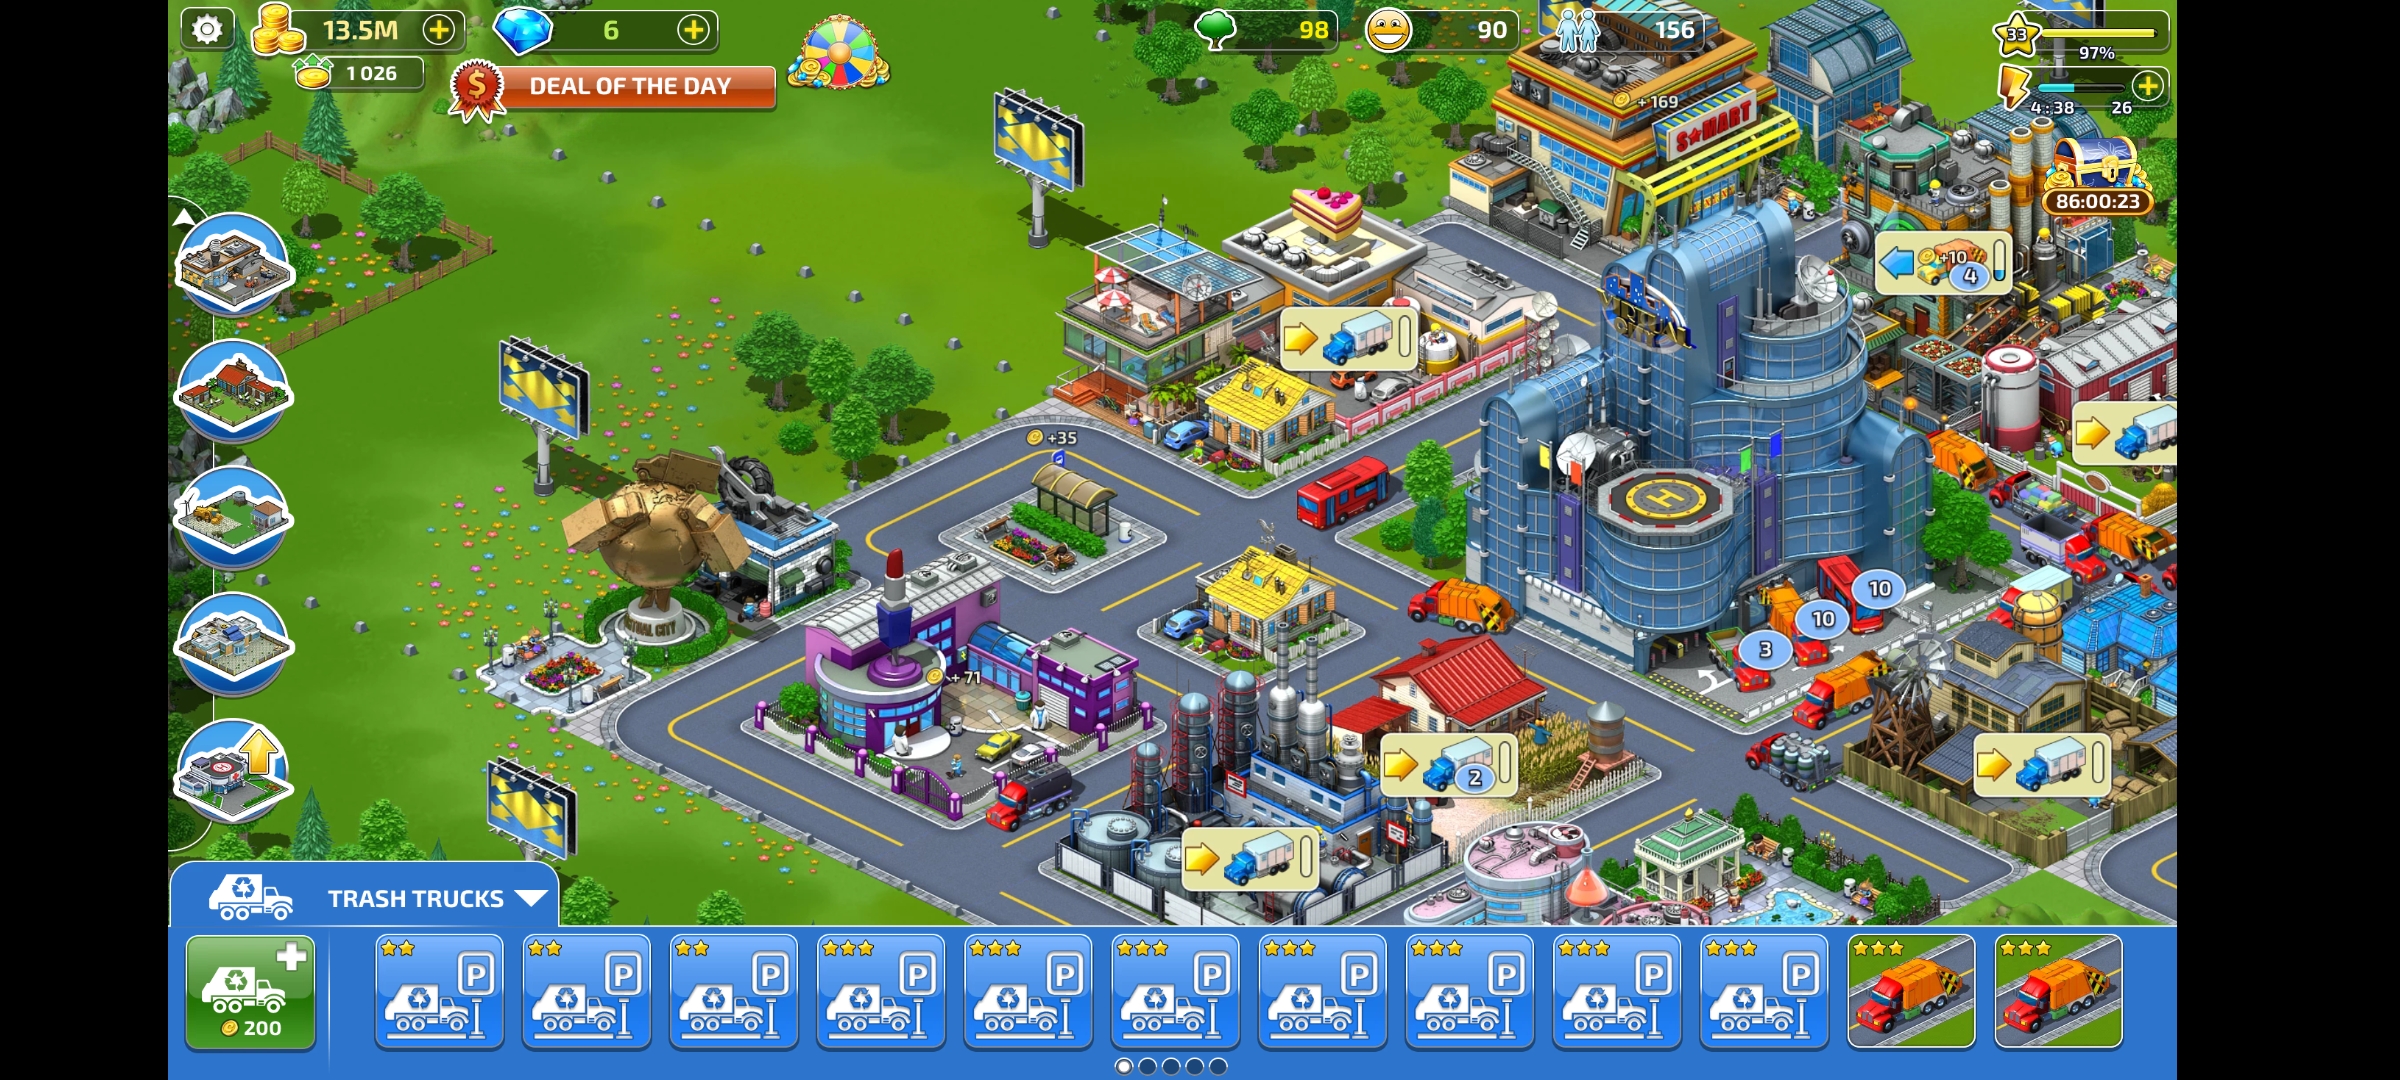 13.5M
6
98
90
156
33
97%
1 026
DEAL OF THE DAY
4:38
26
+169
S★MART
86:00:23
+10
4
+35
10
10
3
+71
2
TRASH TRUCKS
200
P
P
P
P
P
P
P
P
P
P
H